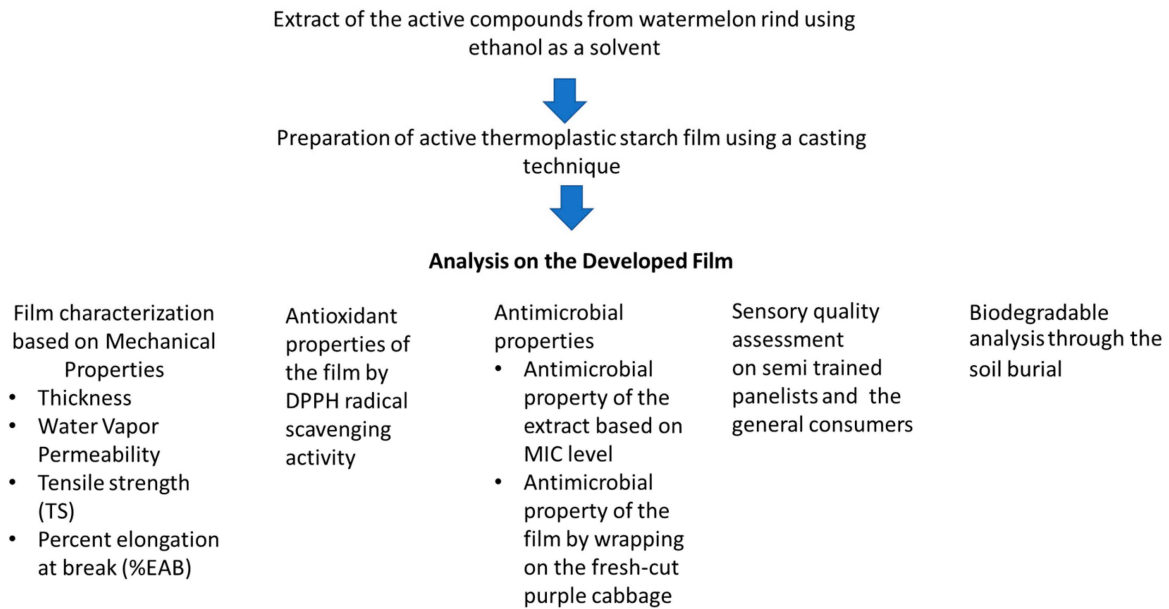 Extract of the active compounds from watermelon rind using
ethanol as a solvent
Preparation of active thermoplastic starch film using a casting
technique
Analysis on the Developed Film
Film characterization
based on Mechanical
Properties
• Thickness
• Water Vapor
Permeability
• Tensile strength
(TS)
• Percent elongation
at break (%EAB)
Antioxidant
properties of
the film by
DPPH radical
scavenging
activity
Antimicrobial
properties
• Antimicrobial
property of the
extract based on
MIC level
• Antimicrobial
property of the
film by wrapping
on the fresh-cut
purple cabbage
Sensory quality
assessment
on semi trained
panelists and the
general consumers
Biodegradable
analysis through the
soil burial